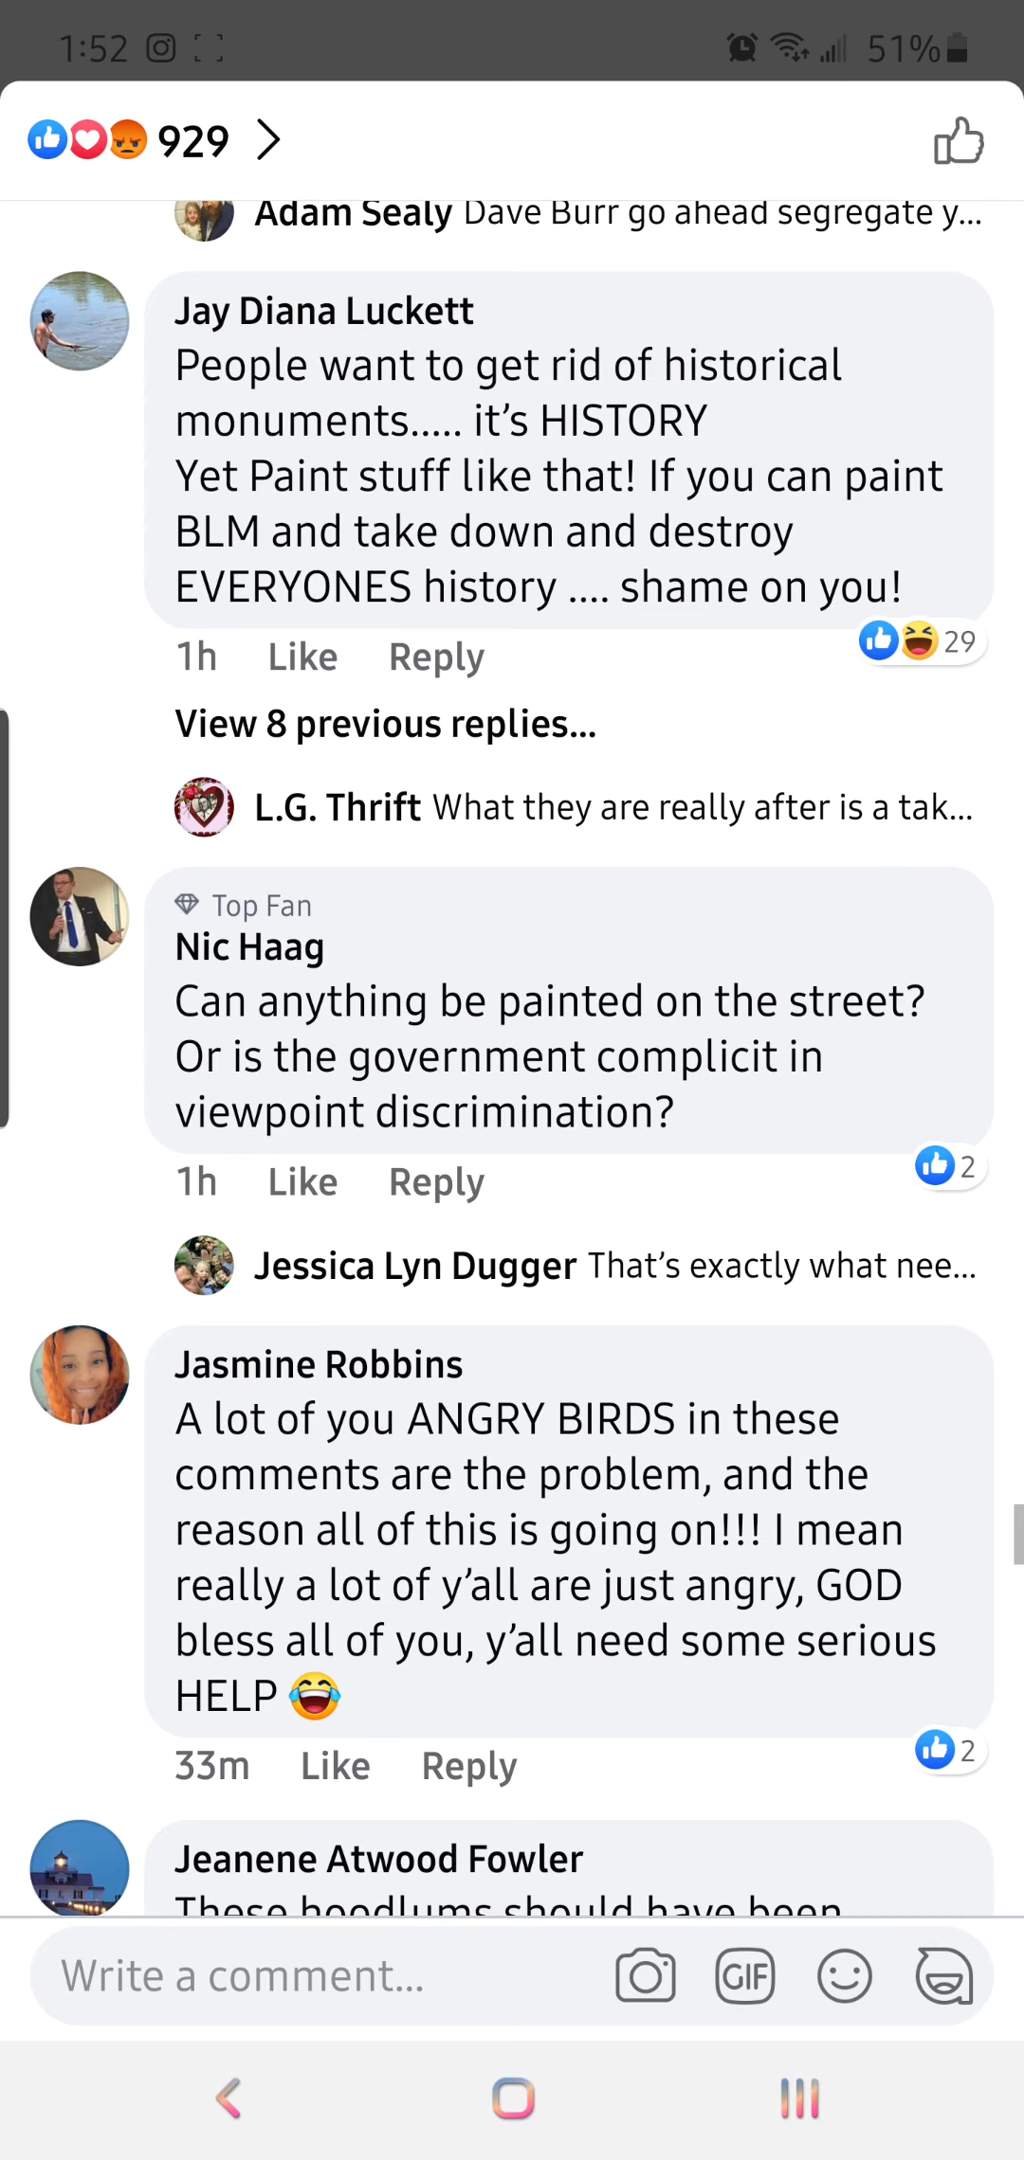 1:52 51%
929
Adam Sealy Dave Burr go ahead segregate y...
Jay Diana Luckett
People want to get rid of historical
monuments..... it's HISTORY
Yet Paint stuff like that! If you can paint
BLM and take down and destroy
EVERYONES history .... shame on you!
1h Like Reply 29
View 8 previous replies...
L.G. Thrift What they are really after is a tak...
Top Fan
Nic Haag
Can anything be painted on the street?
Or is the government complicit in
viewpoint discrimination?
1h Like Reply 2
Jessica Lyn Dugger That's exactly what nee...
Jasmine Robbins
A lot of you ANGRY BIRDS in these
comments are the problem, and the
reason all of this is going on!!! I mean
really a lot of y'all are just angry, GOD
bless all of you, y'all need some serious
HELP 😂
33m Like Reply 2
Jeanene Atwood Fowler
These hoodlums should have been
Write a comment... GIF